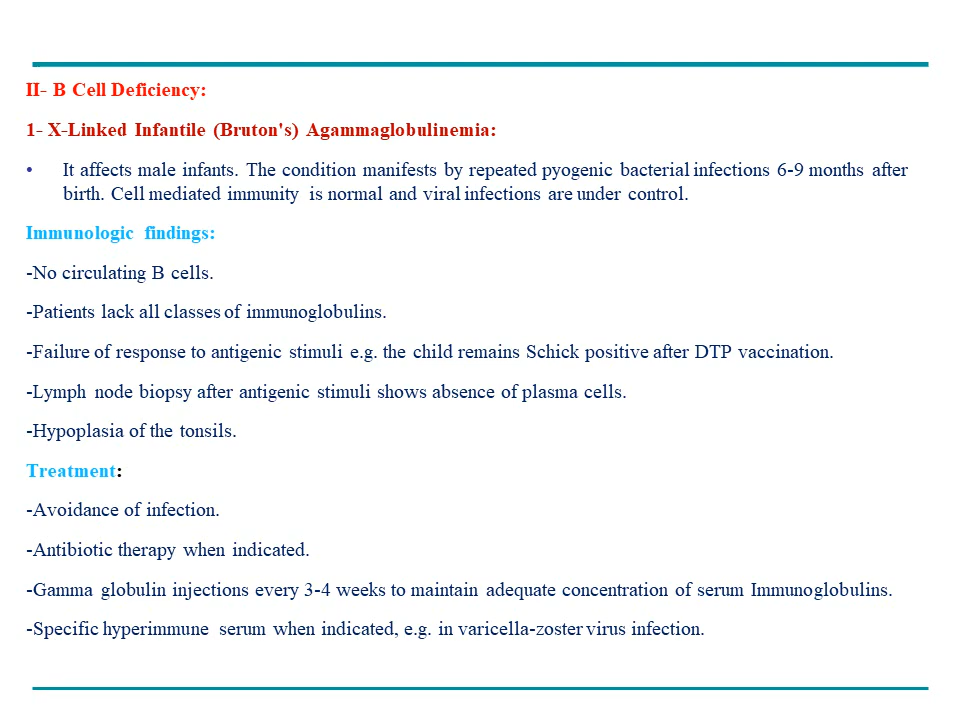 II- B Cell Deficiency:
1- X-Linked Infantile (Bruton's) Agammaglobulinemia:
• It affects male infants. The condition manifests by repeated pyogenic bacterial infections 6-9 months after
birth. Cell mediated immunity is normal and viral infections are under control.
Immunologic findings:
-No circulating B cells.
-Patients lack all classes of immunoglobulins.
-Failure of response to antigenic stimuli e.g. the child remains Schick positive after DTP vaccination.
-Lymph node biopsy after antigenic stimuli shows absence of plasma cells.
-Hypoplasia of the tonsils.
Treatment:
-Avoidance of infection.
-Antibiotic therapy when indicated.
-Gamma globulin injections every 3-4 weeks to maintain adequate concentration of serum Immunoglobulins.
-Specific hyperimmune serum when indicated, e.g. in varicella-zoster virus infection.